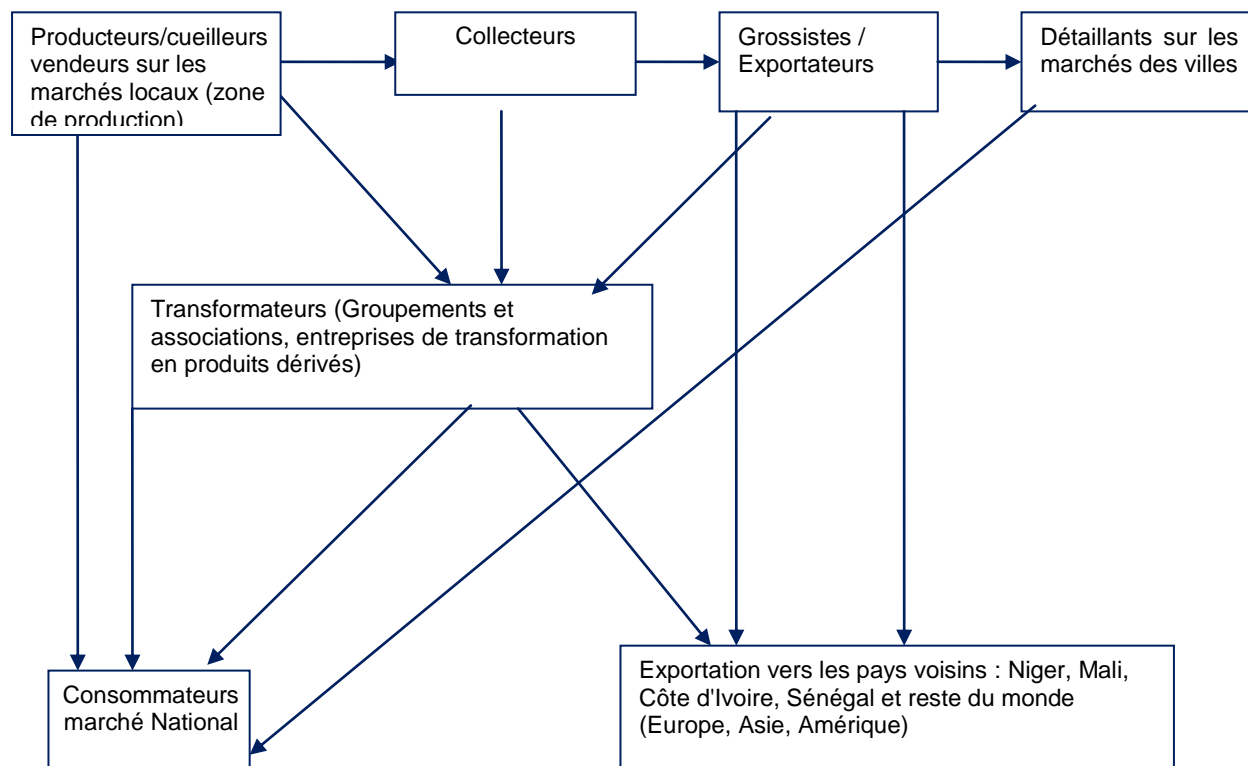 Producteurs/cueilleurs
vendeurs sur les
marchés locaux (zone
de production)
Collecteurs
Grossistes /
Exportateurs
Détaillants sur les
marchés des villes
Transformateurs (Groupements et
associations, entreprises de transformation
en produits dérivés)
Consommateurs
marché National
Exportation vers les pays voisins : Niger, Mali,
Côte d'Ivoire, Sénégal et reste du monde
(Europe, Asie, Amérique)